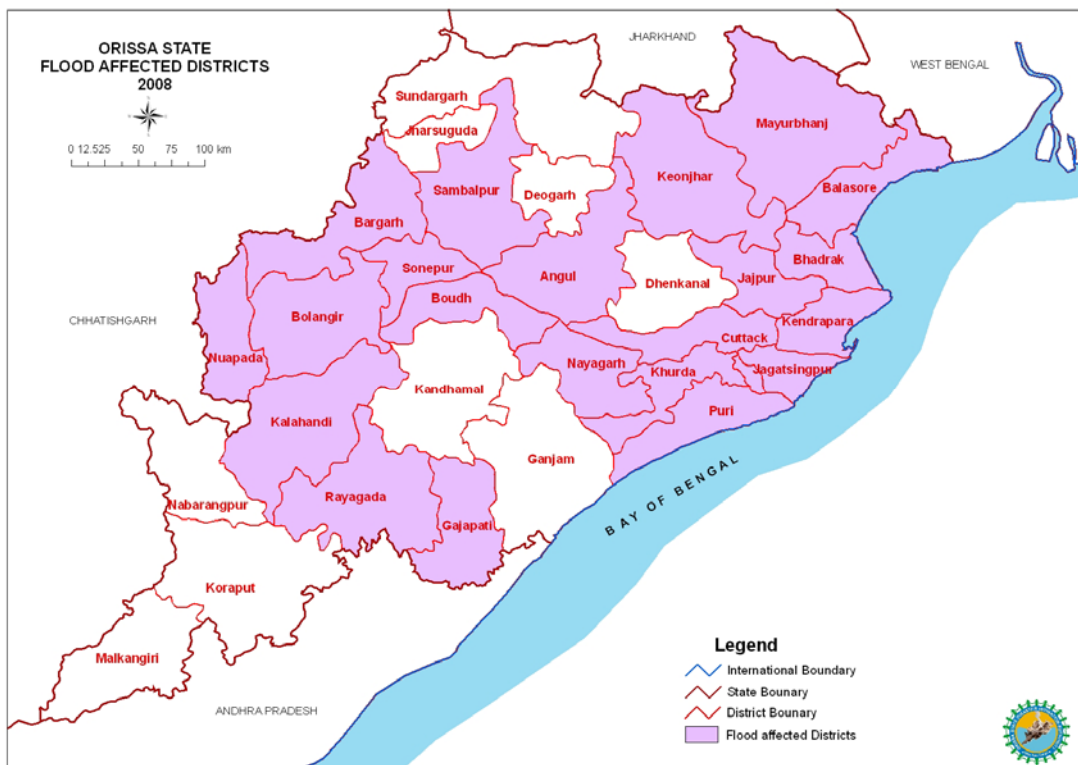 ORISSA STATE
FLOOD AFFECTED DISTRICTS
2008
0 12.525 50 75 100 km
JHARKHAND
WEST BENGAL
Sundargarh
Jharsuguda
Mayurbhanj
Keonjhar
Sambalpur
Deogarh
Balasore
Bargarh
Bhadrak
Sonepur
Angul
Jajpur
Dhenkanal
Boudh
Bolangir
CHHATISHGARH
Kendrapara
Cuttack
Nuapada
Nayagarh
Khurda
Jagatsingpur
Kandhamal
Puri
Kalahandi
Ganjam
BAY OF BENGAL
Rayagada
Nabarangpur
Gajapati
Koraput
Malkangiri
ANDHRA PRADESH
Legend
International Boundary
State Bounary
District Bounary
Flood affected Districts